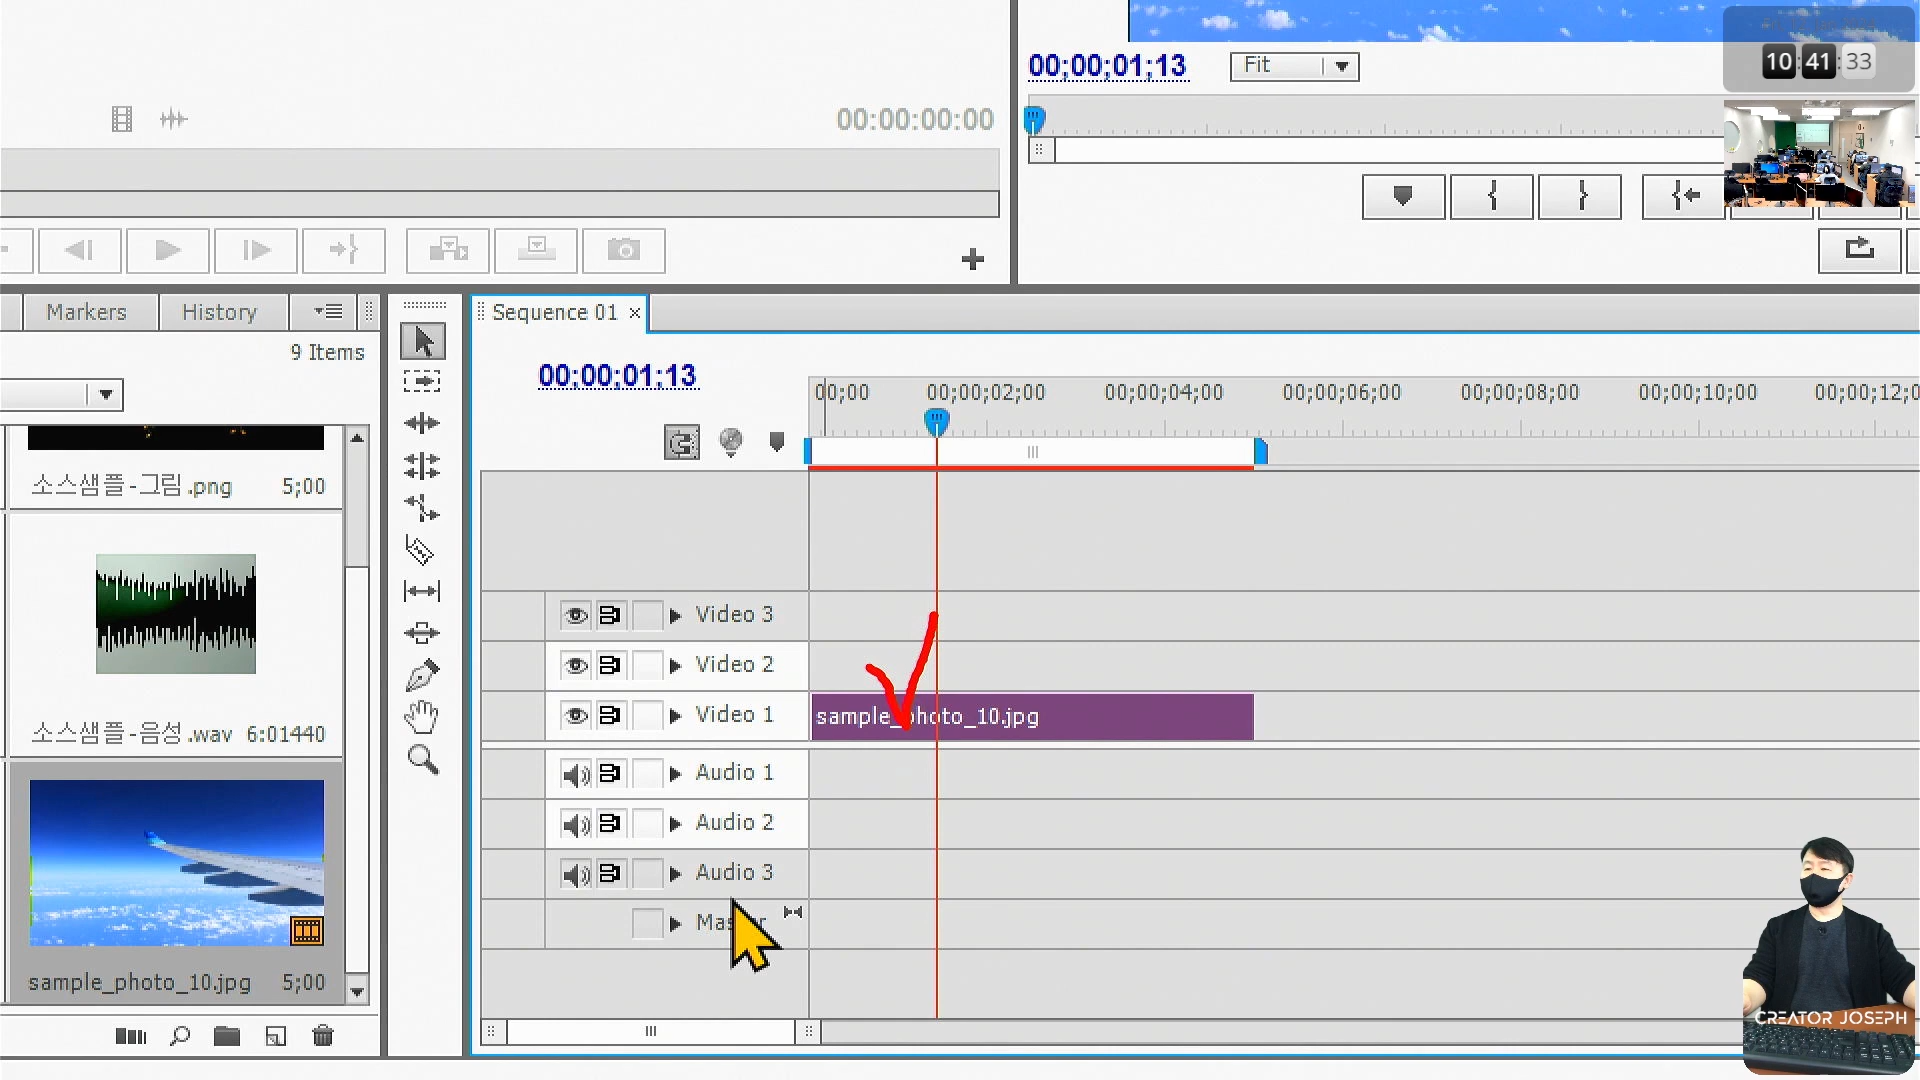 00;00;01;13
Fit
10:41:33
00:00:00:00
Markers
History
Sequence 01
9 Items
00;00;01;13
00;00
00;00;02;00
00;00;04;00
00;00;06;00
00;00;08;00
00;00;10;00
00;00;12;0
소스샘플-그림.png
5;00
Video 3
Video 2
Video 1
sample_photo_10.jpg
소스샘플-음성.wav
6:01440
Audio 1
Audio 2
Audio 3
sample_photo_10.jpg
5;00
CREATOR JOSEPH